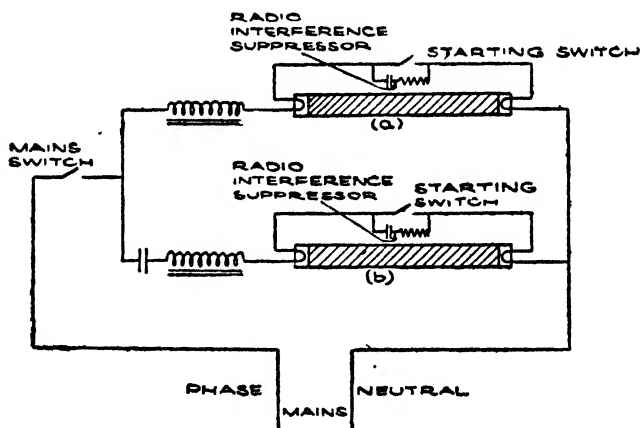 RADIO
INTERFERENCE
SUPPRESSOR
STARTING SWITCH
(a)
MAINS
SWITCH
RADIO
INTERFERENCE
SUPPRESSOR
STARTING
SWITCH
(b)
PHASE
NEUTRAL
MAINS